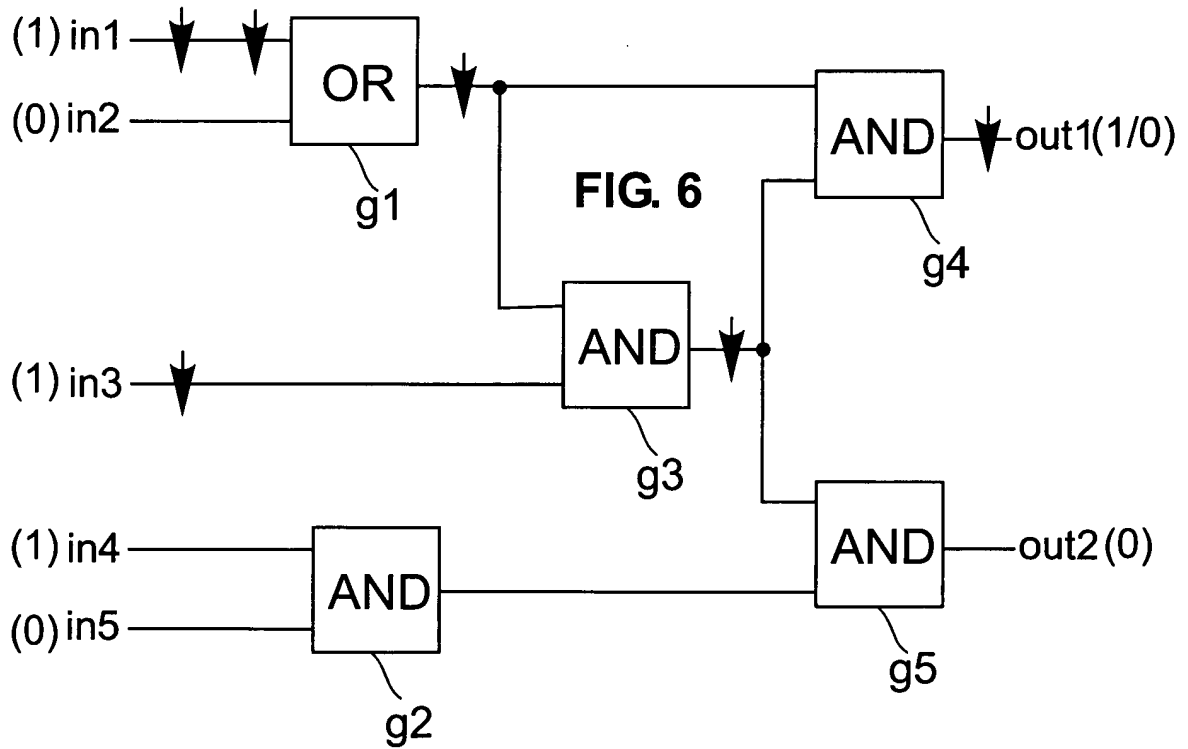 (1) in1
OR
(0) in2
g1
AND
out1(1/0)
FIG. 6
g4
AND
(1) in3
g3
(1) in4
AND
(0) in5
g2
AND
out2(0)
g5